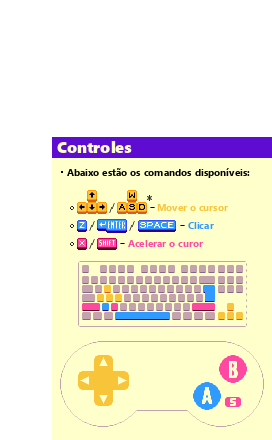 Controles
• Abaixo estão os comandos disponíveis:
W *
/ A S D – Mover o cursor
Z / ENTER / SPACE – Clicar
X / SHIFT – Acelerar o curor
B
A S